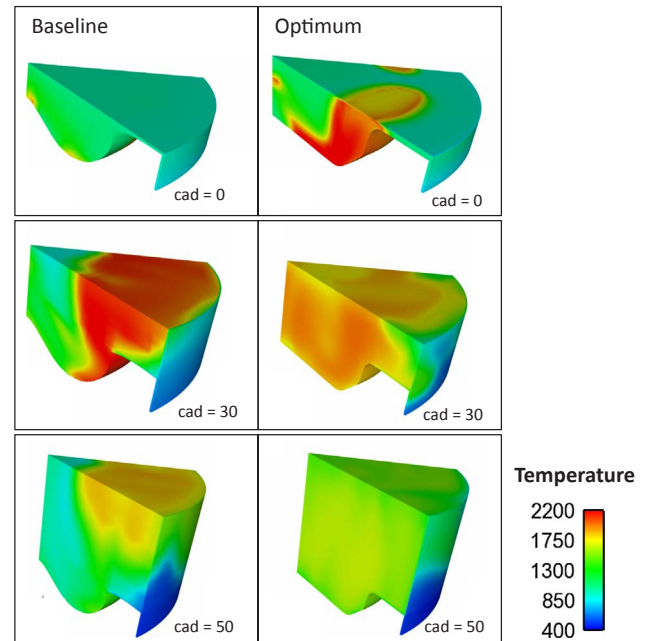 Baseline
Optimum
cad = 0
cad = 0
cad = 30
cad = 30
cad = 50
cad = 50
Temperature
2200
1750
1300
850
400